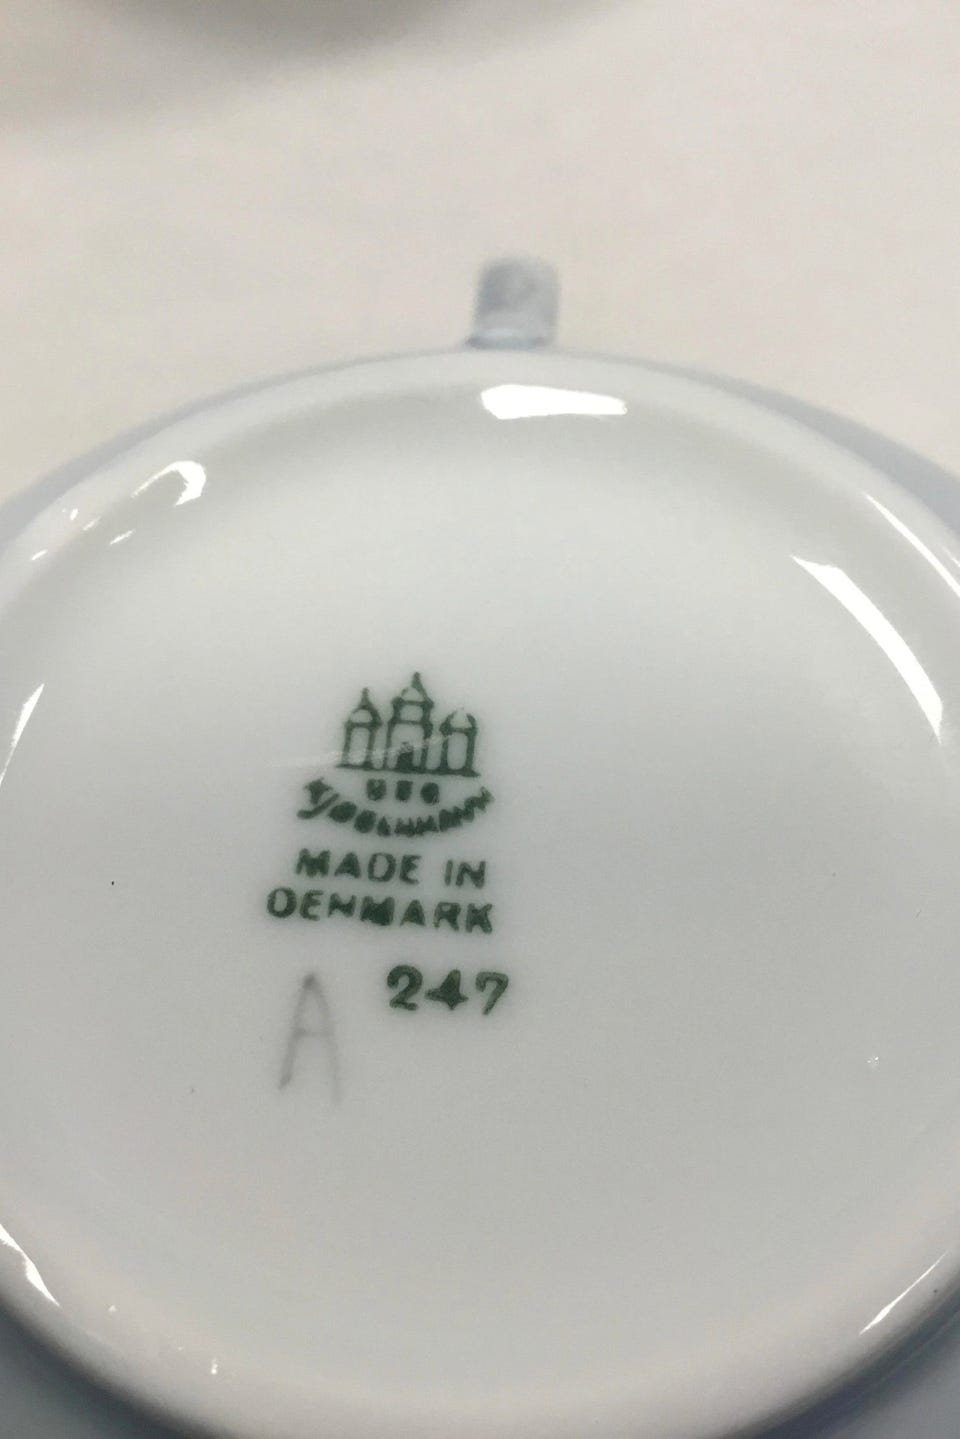 B&G
KJØBENHAVN
MADE IN
DENMARK
247
A